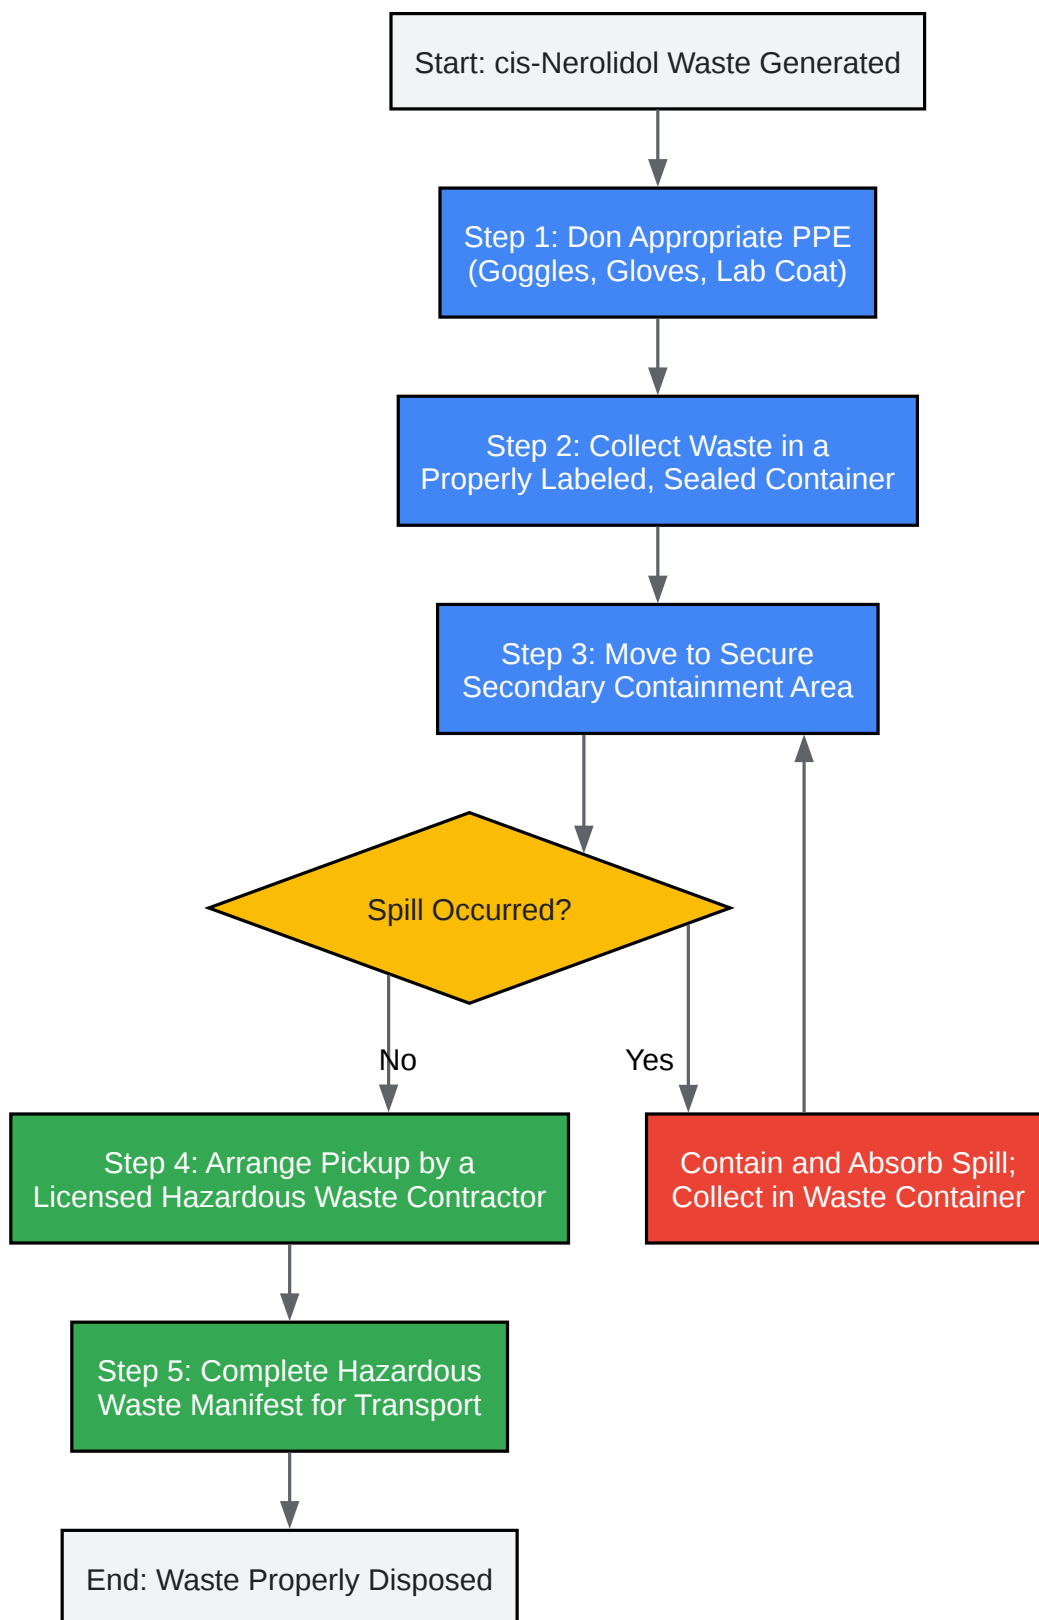 Start: cis-Nerolidol Waste Generated
Step 1: Don Appropriate PPE
(Goggles, Gloves, Lab Coat)
Step 2: Collect Waste in a
Properly Labeled, Sealed Container
Step 3: Move to Secure
Secondary Containment Area
Spill Occurred?
No
Yes
Step 4: Arrange Pickup by a
Licensed Hazardous Waste Contractor
Contain and Absorb Spill;
Collect in Waste Container
Step 5: Complete Hazardous
Waste Manifest for Transport
End: Waste Properly Disposed